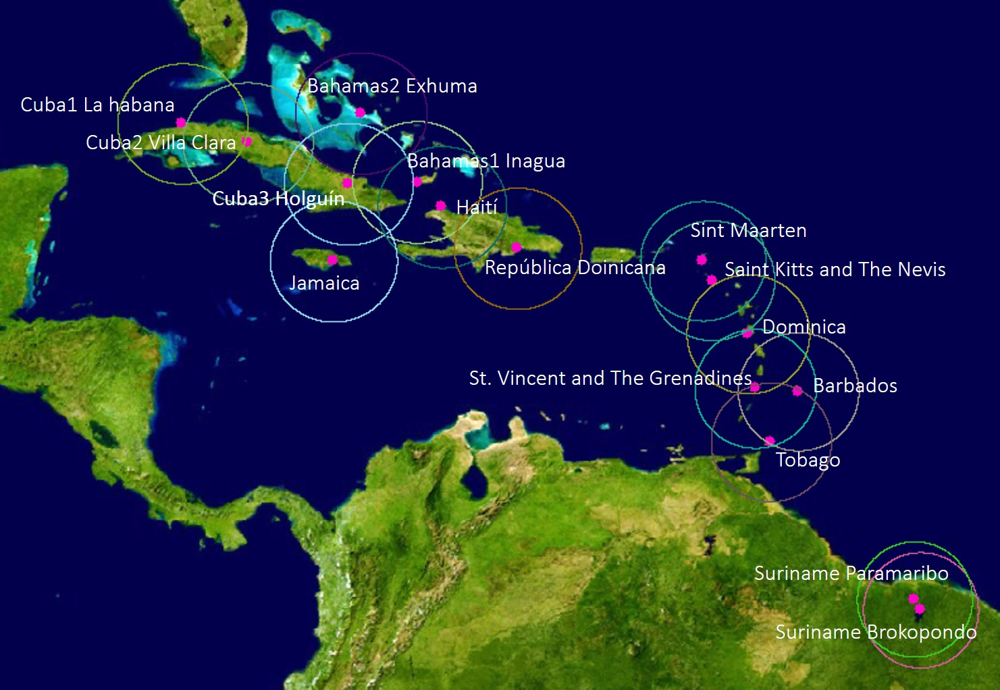 Bahamas2 Exhuma
Cuba1 La habana
Cuba2 Villa Clara
Bahamas1 Inagua
Cuba3 Holguín
Haití
Sint Maarten
República Doinicana
Saint Kitts and The Nevis
Jamaica
Dominica
St. Vincent and The Grenadines
Barbados
Tobago
Suriname Paramaribo
Suriname Brokopondo